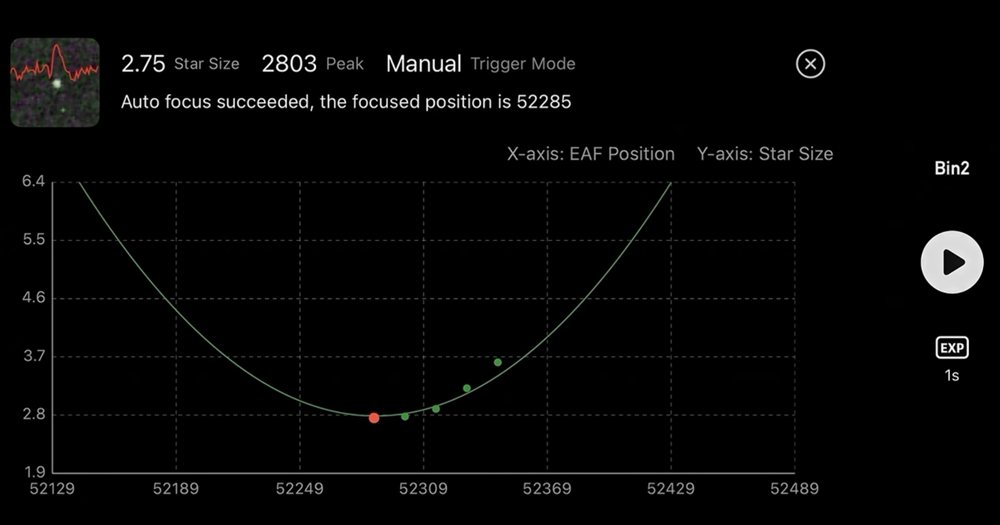 2.75 Star Size 2803 Peak Manual Trigger Mode
Auto focus succeeded, the focused position is 52285
X-axis: EAF Position Y-axis: Star Size
Bin2
6.4
5.5
4.6
3.7
2.8
1.9
52129 52189 52249 52309 52369 52429 52489
EXP
1s